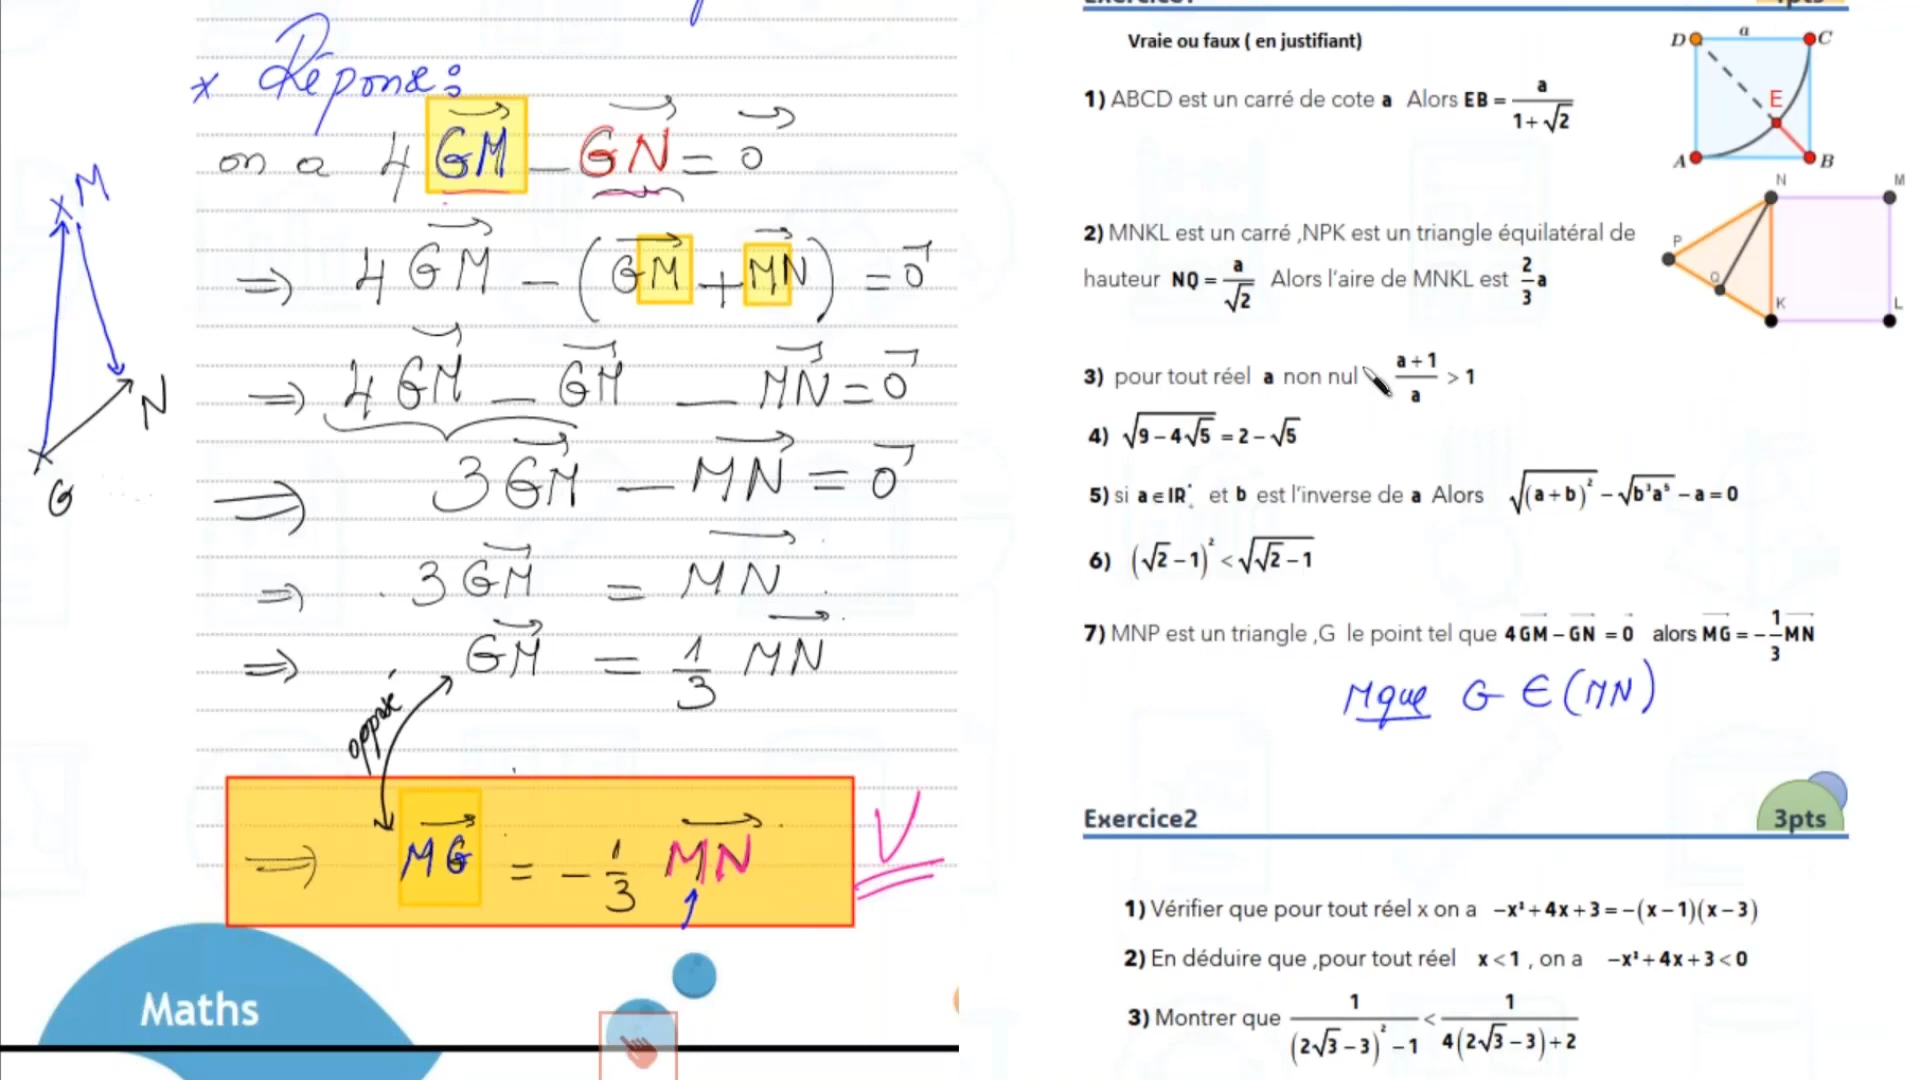 * Réponse:
on a 4 GM - GN = 0
⇒ 4 GM - (GM + MN) = 0
⇒ 4 GM - GM - MN = 0
⇒ 3 GM - MN = 0
⇒ 3 GM = MN
⇒ GM = 1/3 MN
opposé
⇒ MG = - 1/3 MN
V
M
N
G
Maths
Exercice1
Vraie ou faux ( en justifiant)
1) ABCD est un carré de cote a Alors EB = a/(1+√2)
D a C
E
A B
2) MNKL est un carré ,NPK est un triangle équilatéral de
hauteur NQ = a/√2 Alors l'aire de MNKL est 2/3 a
N M
P
Q
K L
3) pour tout réel a non nul (a+1)/a > 1
4) √(9-4√5) = 2-√5
5) si a∈IR*₊ et b est l'inverse de a Alors √((a+b)²) - √(b³a⁵) - a = 0
6) (√2-1)² < √(√2-1)
7) MNP est un triangle ,G le point tel que 4GM - GN = 0 alors MG = -1/3 MN
Mque G ∈ (MN)
Exercice2
3pts
1) Vérifier que pour tout réel x on a -x²+4x+3=-(x-1)(x-3)
2) En déduire que ,pour tout réel x<1 , on a -x²+4x+3<0
3) Montrer que 1/((2√3-3)²-1) < 1/(4(2√3-3)+2)